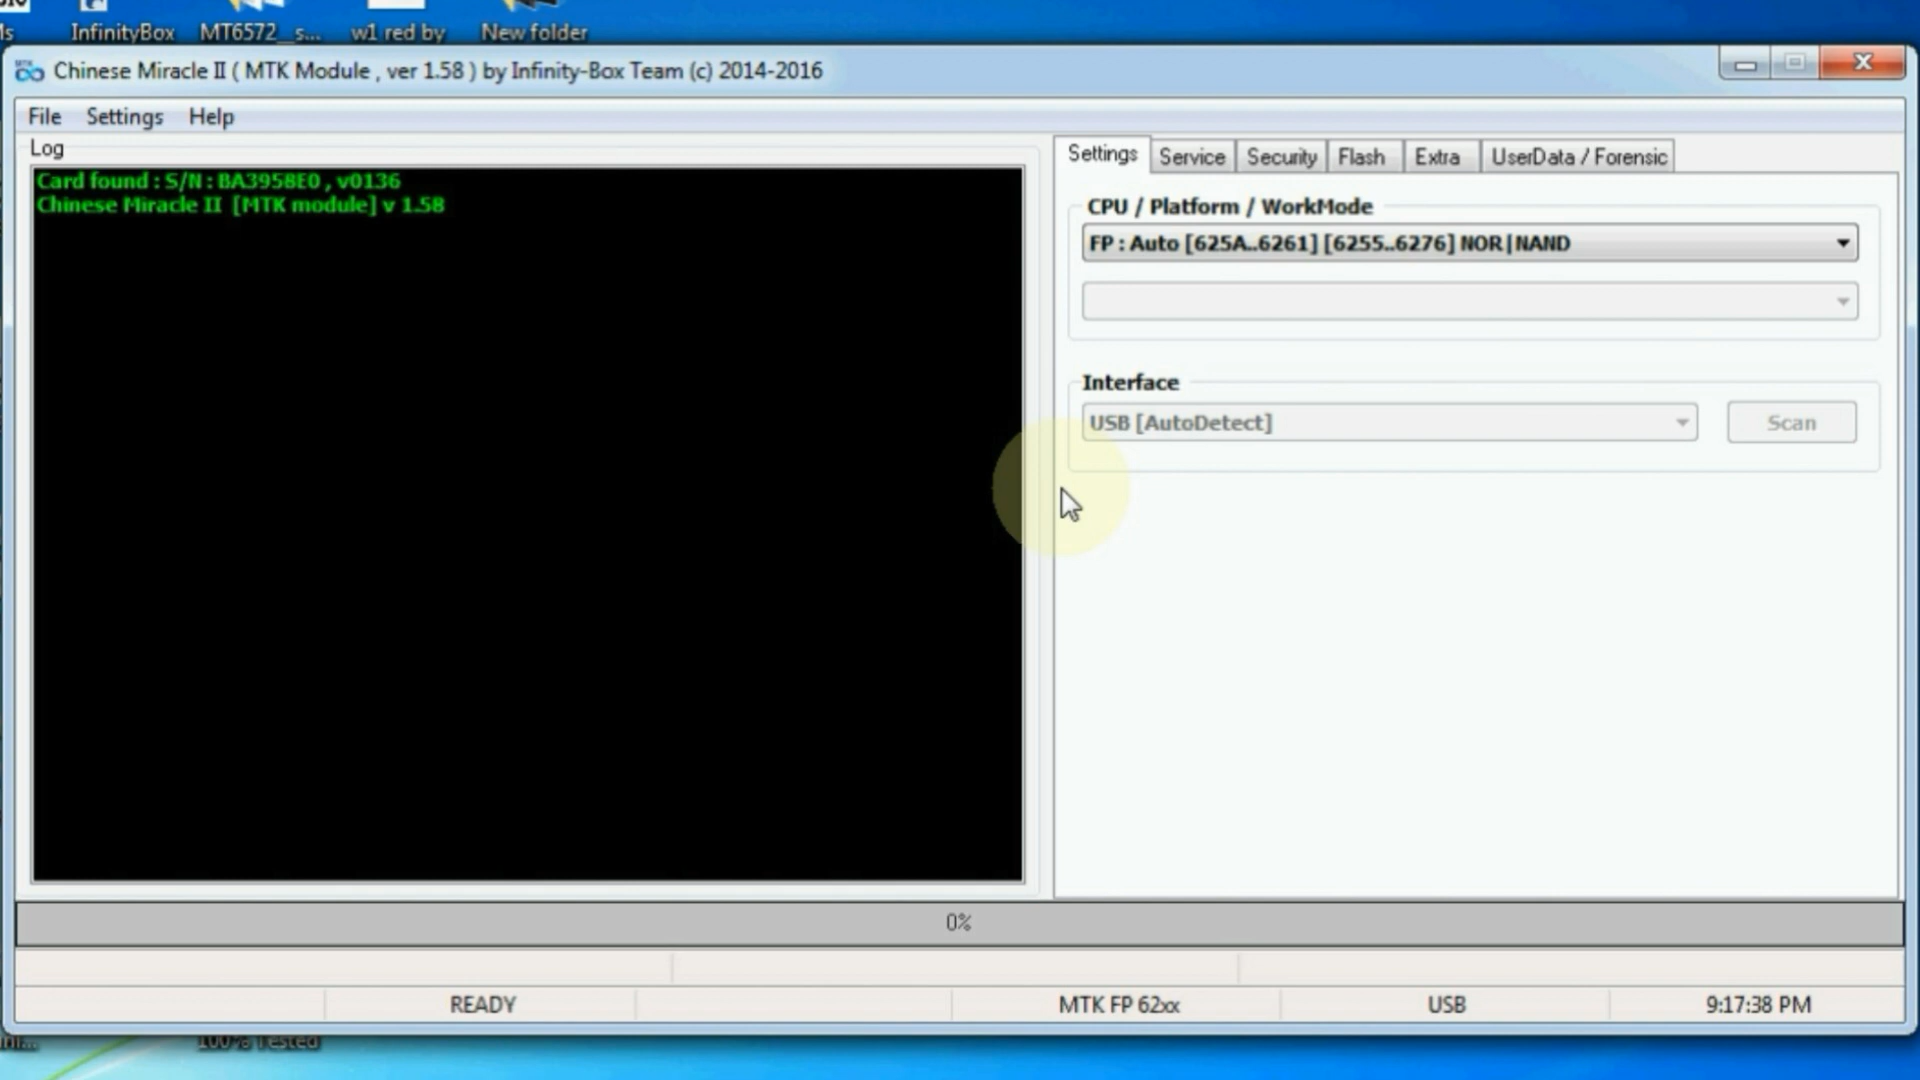 InfinityBox MT6572__s... w1 red by New folder
Chinese Miracle II ( MTK Module , ver 1.58 ) by Infinity-Box Team (c) 2014-2016
File Settings Help
Log
Card found : S/N : BA3958E0 , v0136
Chinese Miracle II [MTK module] v 1.58
Settings Service Security Flash Extra UserData / Forensic
CPU / Platform / WorkMode
FP : Auto [625A..6261] [6255..6276] NOR|NAND
Interface
USB [AutoDetect] Scan
0%
READY MTK FP 62xx USB 9:17:38 PM
100% Tested